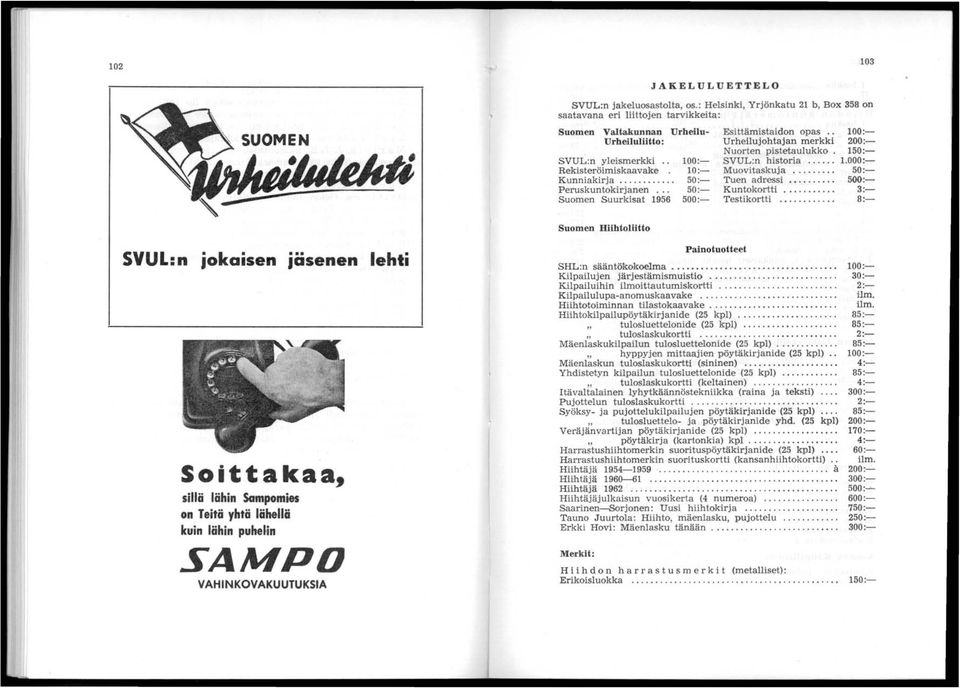 102
SUOMEN
Urheilulehti
SVUL:n jokaisen jäsenen lehti
Soittakaa,
sillä lähin Sampomies
on Teitä yhtä lähellä
kuin lähin puhelin
SAMPO
VAHINKOVAKUUTUKSIA
103
JAKELULUETTELO
SVUL:n jakeluosastolta, os.: Helsinki, Yrjönkatu 21 b, Box 358 on
saatavana eri liittojen tarvikkeita:
Suomen Valtakunnan Urheilu-
Urheiluliitto:
SVUL:n yleismerkki .. 100:—
Rekisteröimiskaavake . 10:—
Kunniakirja ............ 50:—
Peruskuntokirjanen ... 50:—
Suomen Suurkisat 1956 500:—
Esittämistaidon opas .. 100:—
Urheilujohtajan merkki 200:—
Nuorten pistetaulukko . 150:—
SVUL:n historia ...... 1.000:—
Muovitaskuja ......... 50:—
Tuen adressi .......... 500:—
Kuntokortti ........... 3:—
Testikortti ............ 8:—
Suomen Hiihtoliitto
Painotuotteet
SHL:n sääntökokoelma ................................ 100:—
Kilpailujen järjestämismuistio ......................... 30:—
Kilpailuihin ilmoittautumiskortti ....................... 2:—
Kilpailulupa-anomuskaavake ........................... ilm.
Hiihtotoiminnan tilastokaavake ......................... ilm.
Hiihtokilpailupöytäkirjanide (25 kpl) .................... 85:—
„ tulosluettelonide (25 kpl) ................... 85:—
„ tuloslaskukortti ........................... 2:—
Mäenlaskukilpailun tulosluettelonide (25 kpl) ............ 85:—
„ hyppyjen mittaajien pöytäkirjanide (25 kpl) .. 100:—
Mäenlaskun tuloslaskukortti (sininen) ................... 4:—
Yhdistetyn kilpailun tulosluettelonide (25 kpl) ........... 85:—
„ tuloslaskukortti (keltainen) ................. 4:—
Itävaltalainen lyhytkäännöstekniikka (raina ja teksti) .... 300:—
Pujottelun tuloslaskukortti ............................. 2:—
Syöksy- ja pujottelukilpailujen pöytäkirjanide (25 kpl) .... 85:—
„ tulosluettelo- ja pöytäkirjanide yhd. (25 kpl) 200:—
Veräjänvartijan pöytäkirjanide (25 kpl) ................. 170:—
„ pöytäkirja (kartonkia) kpl .................. 4:—
Harrastushiihtomerkin suorituspöytäkirjanide (25 kpl) .... 60:—
Harrastushiihtomerkin suorituskortti (kansanhiihtokortti) .. ilm.
Hiihtäjä 1954—1959 .................................. à 200:—
Hiihtäjä 1960—61 ..................................... 300:—
Hiihtäjä 1962 ........................................ 500:—
Hiihtäjäjulkaisun vuosikerta (4 numeroa) ................ 600:—
Saarinen—Sorjonen: Uusi hiihtokirja ................... 750:—
Tauno Juurtola: Hiihto, mäenlasku, pujottelu ........... 250:—
Erkki Hovi: Mäenlasku tänään ......................... 300:—
Merkit:
Hiihdon harrastusmerkit (metalliset):
Erikoisluokka ......................................... 150:—